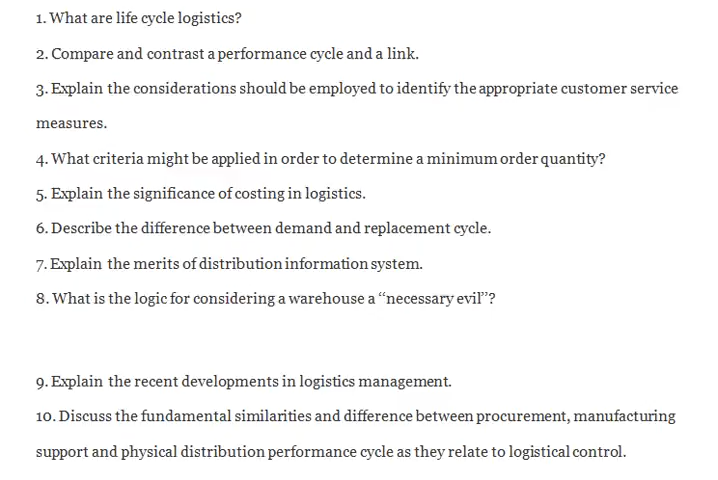 1. What are life cycle logistics?
2. Compare and contrast a performance cycle and a link.
3. Explain the considerations should be employed to identify the appropriate customer service
measures.
4. What criteria might be applied in order to determine a minimum order quantity?
5. Explain the significance of costing in logistics.
6. Describe the difference between demand and replacement cycle.
7. Explain the merits of distribution information system.
8. What is the logic for considering a warehouse a “necessary evil”?
9. Explain the recent developments in logistics management.
10. Discuss the fundamental similarities and difference between procurement, manufacturing
support and physical distribution performance cycle as they relate to logistical control.